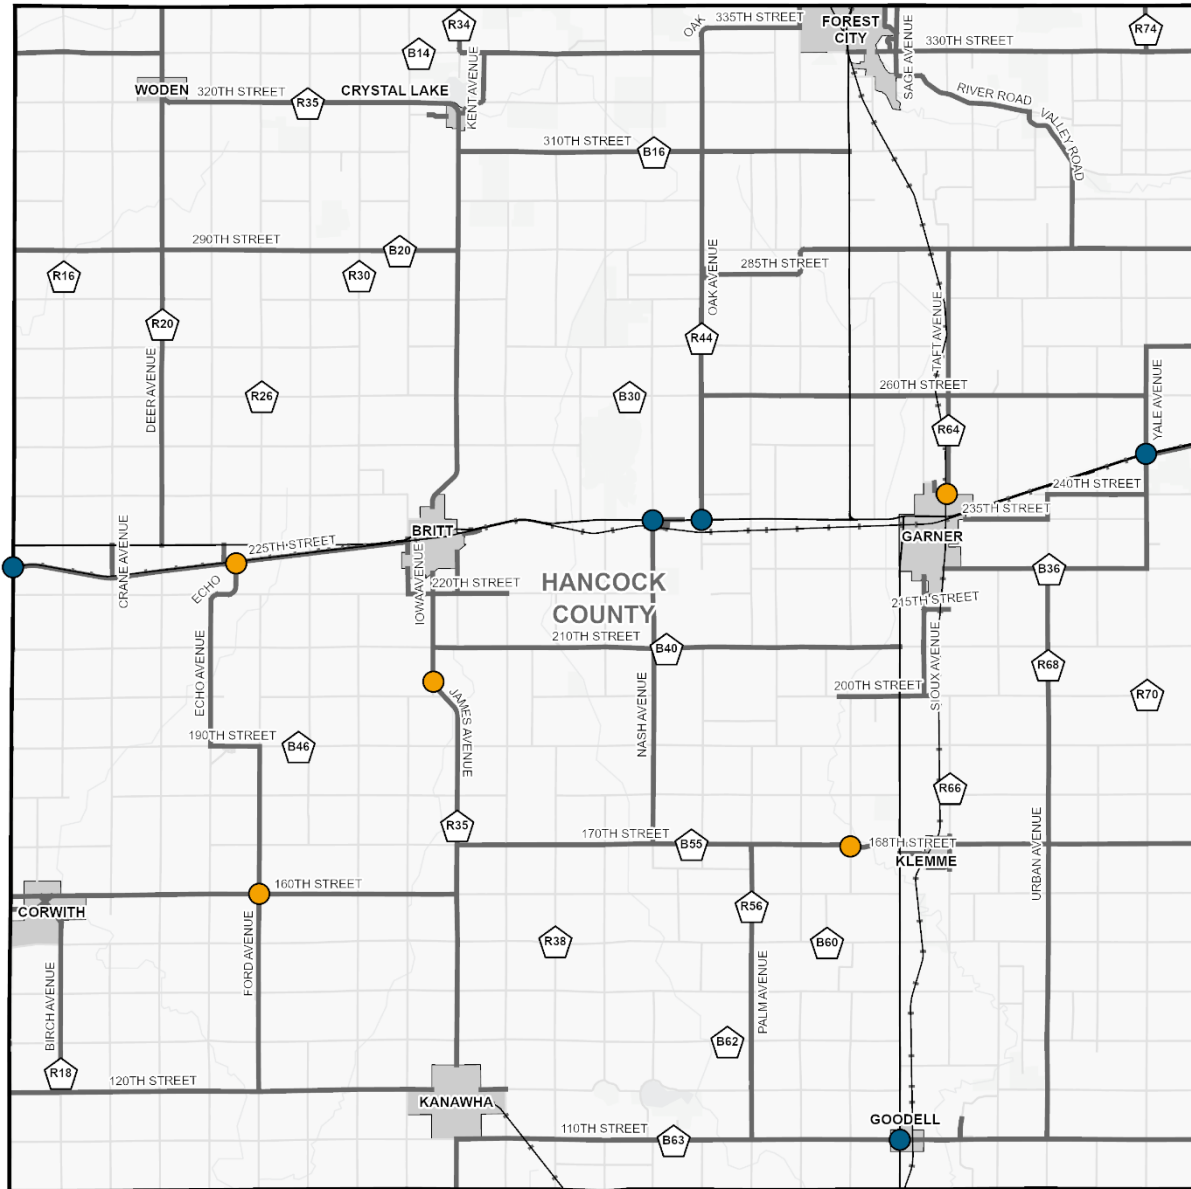 R34
OAK
335TH STREET
FOREST
CITY
SAGE AVENUE
R74
330TH STREET
B14
KENT AVENUE
WODEN
320TH STREET
R35
CRYSTAL LAKE
RIVER ROAD
VALLEY ROAD
310TH STREET
B16
290TH STREET
B20
R16
R30
285TH STREET
OAK AVENUE
R20
R44
TAFT AVENUE
DEER AVENUE
R26
B30
260TH STREET
YALE AVENUE
R64
240TH STREET
235TH STREET
BRITT
GARNER
CRANE AVENUE
225TH STREET
ECHO
IOWA AVENUE
220TH STREET
HANCOCK
COUNTY
B36
215TH STREET
210TH STREET
B40
ECHO AVENUE
SIOUX AVENUE
R68
200TH STREET
R70
JAMES AVENUE
NASH AVENUE
190TH STREET
B46
R66
R35
170TH STREET
B55
168TH STREET
KLEMME
URBAN AVENUE
160TH STREET
CORWITH
R56
FORD AVENUE
R38
B60
BIRCH AVENUE
PALM AVENUE
B62
R18
120TH STREET
KANAWHA
110TH STREET
B63
GOODELL